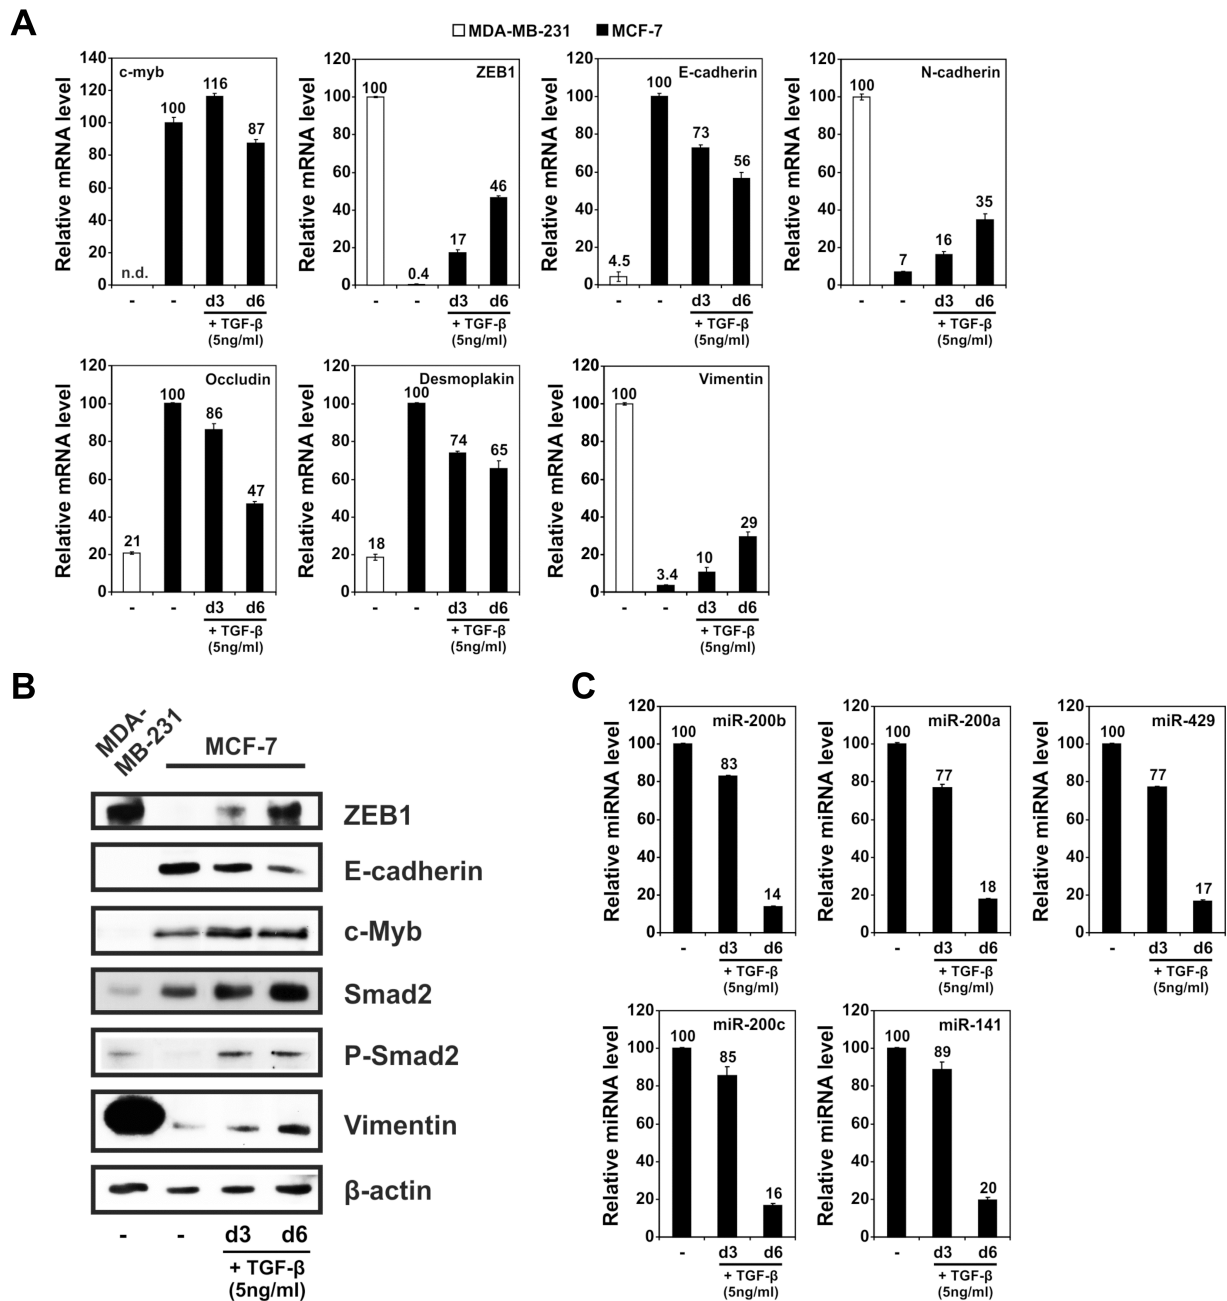 A
MDA-MB-231 MCF-7
c-myb
Relative mRNA level
140
120
100
80
60
40
20
0
n.d.
100
116
87
- - d3 d6
+ TGF-β
(5ng/ml)
ZEB1
Relative mRNA level
120
100
80
60
40
20
0
100
0.4
17
46
- - d3 d6
+ TGF-β
(5ng/ml)
E-cadherin
Relative mRNA level
120
100
80
60
40
20
0
4.5
100
73
56
- - d3 d6
+ TGF-β
(5ng/ml)
N-cadherin
Relative mRNA level
120
100
80
60
40
20
0
100
7
16
35
- - d3 d6
+ TGF-β
(5ng/ml)
Occludin
Relative mRNA level
120
100
80
60
40
20
0
21
100
86
47
- - d3 d6
+ TGF-β
(5ng/ml)
Desmoplakin
Relative mRNA level
120
100
80
60
40
20
0
18
100
74
65
- - d3 d6
+ TGF-β
(5ng/ml)
Vimentin
Relative mRNA level
120
100
80
60
40
20
0
100
3.4
10
29
- - d3 d6
+ TGF-β
(5ng/ml)
B
MDA-
MB-231
MCF-7
ZEB1
E-cadherin
c-Myb
Smad2
P-Smad2
Vimentin
β-actin
- - d3 d6
+ TGF-β
(5ng/ml)
C
miR-200b
Relative miRNA level
120
100
80
60
40
20
0
100
83
14
- d3 d6
+ TGF-β
(5ng/ml)
miR-200a
Relative miRNA level
120
100
80
60
40
20
0
100
77
18
- d3 d6
+ TGF-β
(5ng/ml)
miR-429
Relative miRNA level
120
100
80
60
40
20
0
100
77
17
- d3 d6
+ TGF-β
(5ng/ml)
miR-200c
Relative miRNA level
120
100
80
60
40
20
0
100
85
16
- d3 d6
+ TGF-β
(5ng/ml)
miR-141
Relative miRNA level
120
100
80
60
40
20
0
100
89
20
- d3 d6
+ TGF-β
(5ng/ml)